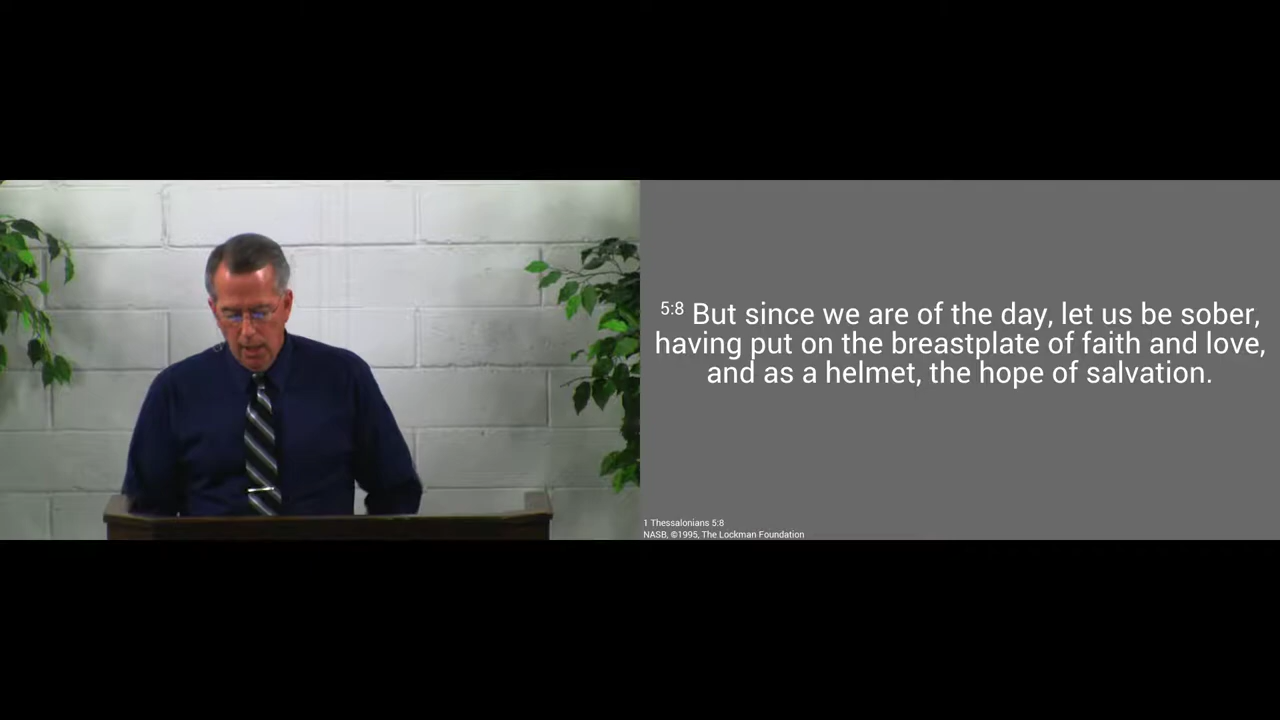 5:8 But since we are of the day, let us be sober,
having put on the breastplate of faith and love,
and as a helmet, the hope of salvation.
1 Thessalonians 5:8
NASB, ©1995, The Lockman Foundation